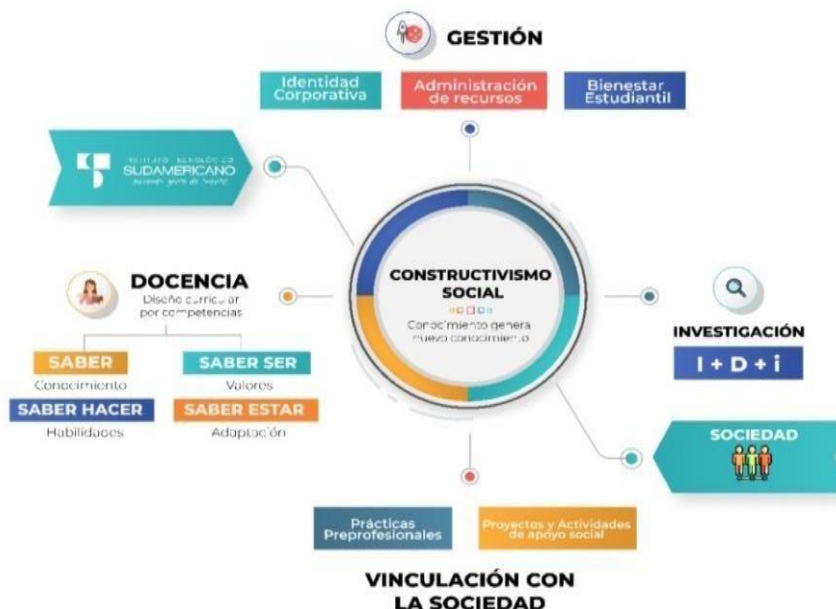 GESTIÓN
Identidad
Corporativa
Administración
de recursos
Bienestar
Estudiantil
SUDAMERICANO
CONSTRUCTIVISMO
SOCIAL
Conocimiento genera
nuevo conocimiento
DOCENCIA
Diseño curricular
por competencias
SABER
Conocimiento
SABER SER
Valores
SABER HACER
Habilidades
SABER ESTAR
Adaptación
INVESTIGACIÓN
I + D + i
SOCIEDAD
Prácticas
Preprofesionales
Proyectos y Actividades
de apoyo social
VINCULACIÓN CON
LA SOCIEDAD